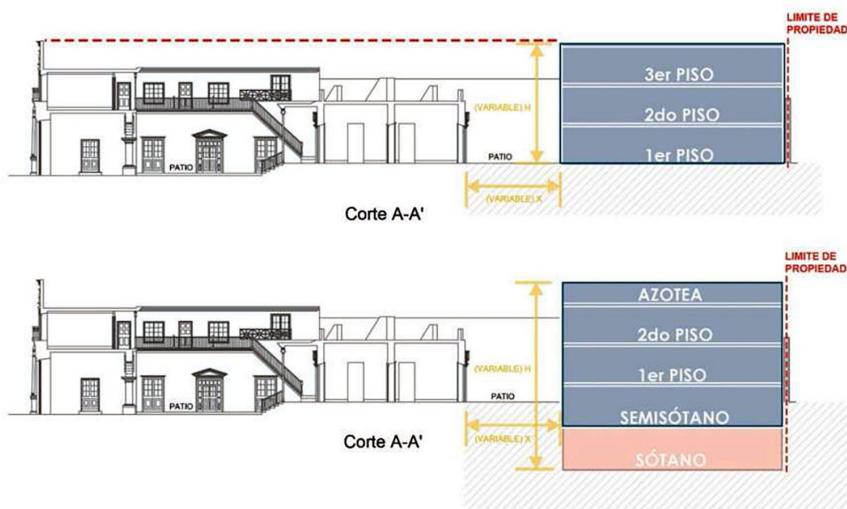 LIMITE DE
PROPIEDAD
3er PISO
(VARIABLE) H
2do PISO
PATIO
PATIO
1er PISO
(VARIABLE) X
Corte A-A'
LIMITE DE
PROPIEDAD
AZOTEA
2do PISO
(VARIABLE) H
1er PISO
PATIO
PATIO
SEMISÓTANO
Corte A-A'
(VARIABLE) X
SÓTANO